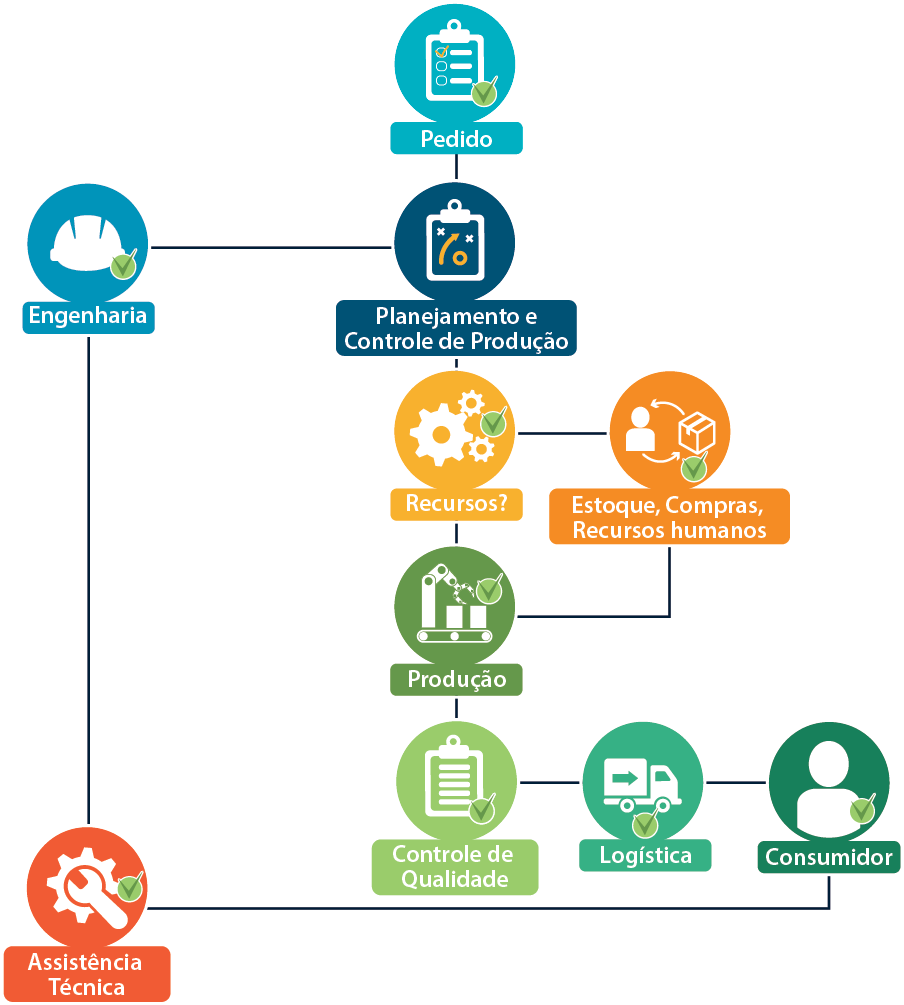 Pedido
Engenharia
Planejamento e
Controle de Produção
Recursos?
Estoque, Compras,
Recursos humanos
Produção
Controle de
Qualidade
Logística
Consumidor
Assistência
Técnica